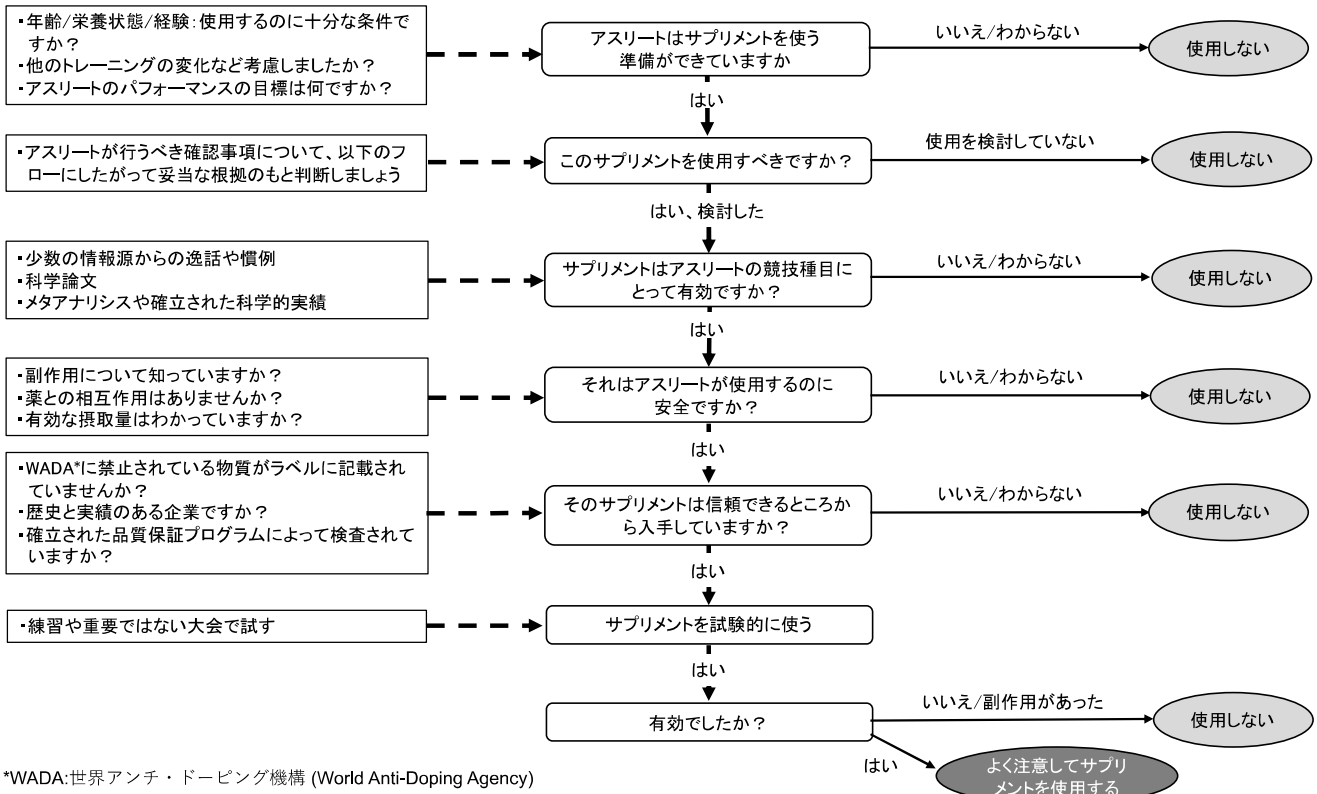 ・年齢/栄養状態/経験:使用するのに十分な条件で
すか？
・他のトレーニングの変化など考慮しましたか？
・アスリートのパフォーマンスの目標は何ですか？
アスリートはサプリメントを使う
準備ができていますか
いいえ/わからない
使用しない
はい
・アスリートが行うべき確認事項について、以下のフ
ローにしたがって妥当な根拠のもと判断しましょう
このサプリメントを使用すべきですか？
使用を検討していない
使用しない
はい、検討した
・少数の情報源からの逸話や慣例
・科学論文
・メタアナリシスや確立された科学的実績
サプリメントはアスリートの競技種目に
とって有効ですか？
いいえ/わからない
使用しない
はい
・副作用について知っていますか？
・薬との相互作用はありませんか？
・有効な摂取量はわかっていますか？
それはアスリートが使用するのに
安全ですか？
いいえ/わからない
使用しない
はい
・WADA*に禁止されている物質がラベルに記載され
ていませんか？
・歴史と実績のある企業ですか？
・確立された品質保証プログラムによって検査されて
いますか？
そのサプリメントは信頼できるところか
ら入手していますか？
いいえ/わからない
使用しない
はい
・練習や重要ではない大会で試す
サプリメントを試験的に使う
はい
有効でしたか？
いいえ/副作用があった
使用しない
はい
よく注意してサプリ
メントを使用する
*WADA:世界アンチ・ドーピング機構 (World Anti-Doping Agency)